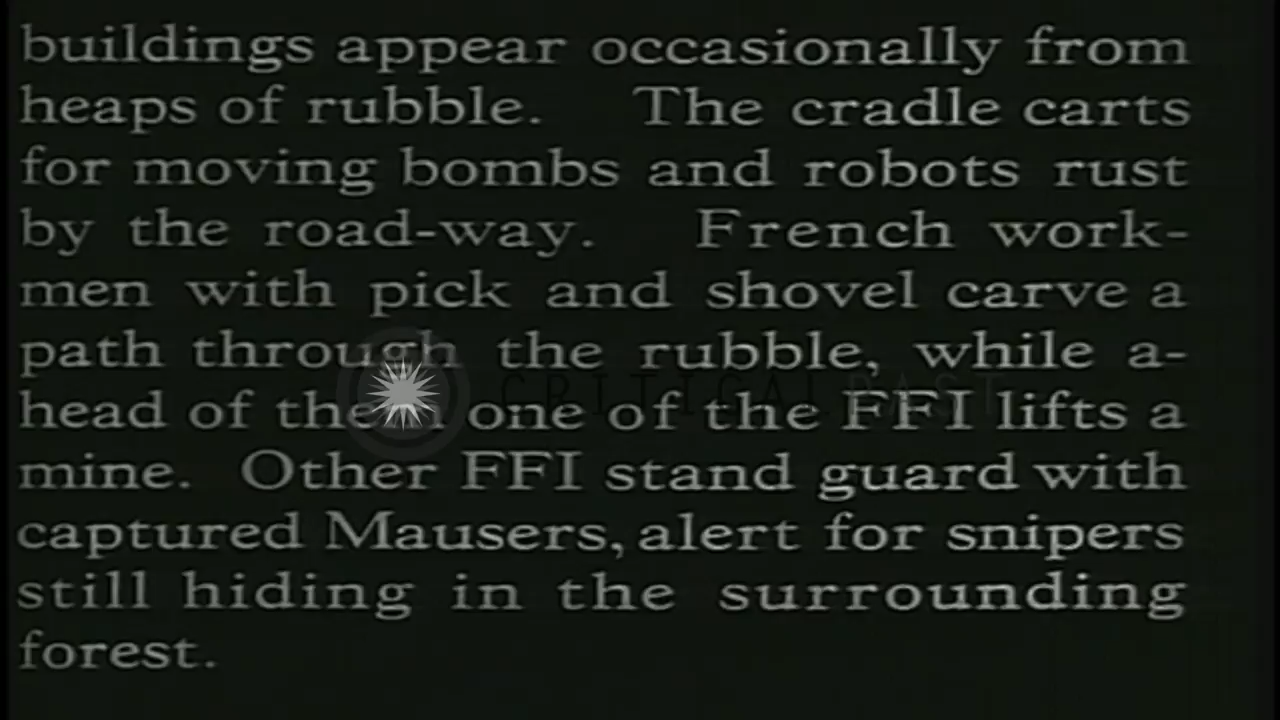 buildings appear occasionally from
heaps of rubble. The cradle carts
for moving bombs and robots rust
by the road-way. French work-
men with pick and shovel carve a
path through the rubble, while a-
head of them one of the FFI lifts a
mine. Other FFI stand guard with
captured Mausers, alert for snipers
still hiding in the surrounding
forest.
CRITICALPAST